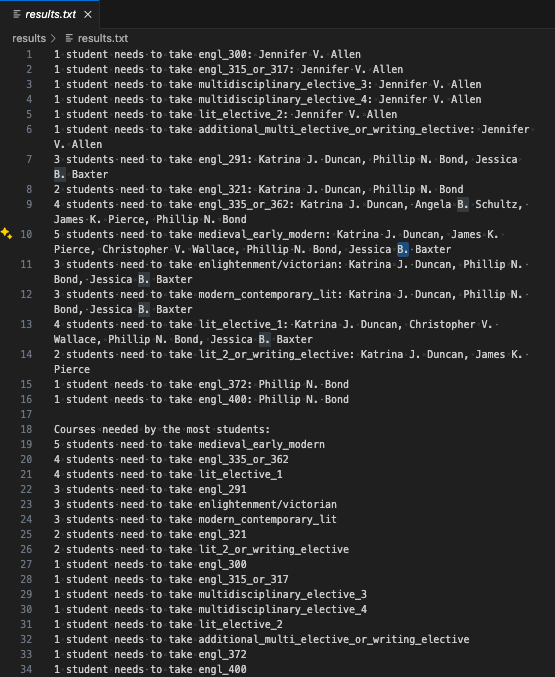 results.txt
results > results.txt
1 1 student needs to take engl_300: Jennifer V. Allen
2 1 student needs to take engl_315_or_317: Jennifer V. Allen
3 1 student needs to take multidisciplinary_elective_3: Jennifer V. Allen
4 1 student needs to take multidisciplinary_elective_4: Jennifer V. Allen
5 1 student needs to take lit_elective_2: Jennifer V. Allen
6 1 student needs to take additional_multi_elective_or_writing_elective: Jennifer
V. Allen
7 3 students need to take engl_291: Katrina J. Duncan, Phillip N. Bond, Jessica
B. Baxter
8 2 students need to take engl_321: Katrina J. Duncan, Phillip N. Bond
9 4 students need to take engl_335_or_362: Katrina J. Duncan, Angela B. Schultz,
James K. Pierce, Phillip N. Bond
10 5 students need to take medieval_early_modern: Katrina J. Duncan, James K.
Pierce, Christopher V. Wallace, Phillip N. Bond, Jessica B. Baxter
11 3 students need to take enlightenment/victorian: Katrina J. Duncan, Phillip N.
Bond, Jessica B. Baxter
12 3 students need to take modern_contemporary_lit: Katrina J. Duncan, Phillip N.
Bond, Jessica B. Baxter
13 4 students need to take lit_elective_1: Katrina J. Duncan, Christopher V.
Wallace, Phillip N. Bond, Jessica B. Baxter
14 2 students need to take lit_2_or_writing_elective: Katrina J. Duncan, James K.
Pierce
15 1 student needs to take engl_372: Phillip N. Bond
16 1 student needs to take engl_400: Phillip N. Bond
17
18 Courses needed by the most students:
19 5 students need to take medieval_early_modern
20 4 students need to take engl_335_or_362
21 4 students need to take lit_elective_1
22 3 students need to take engl_291
23 3 students need to take enlightenment/victorian
24 3 students need to take modern_contemporary_lit
25 2 students need to take engl_321
26 2 students need to take lit_2_or_writing_elective
27 1 student needs to take engl_300
28 1 student needs to take engl_315_or_317
29 1 student needs to take multidisciplinary_elective_3
30 1 student needs to take multidisciplinary_elective_4
31 1 student needs to take lit_elective_2
32 1 student needs to take additional_multi_elective_or_writing_elective
33 1 student needs to take engl_372
34 1 student needs to take engl_400